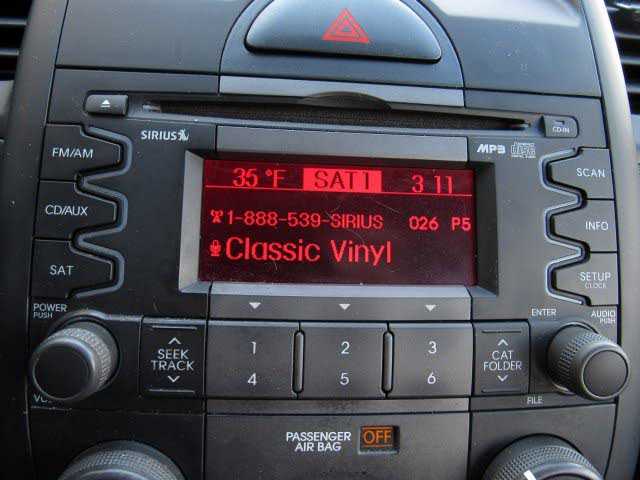 SIRIUS
MP3
CD-IN
FM/AM
CD/AUX
SAT
35 °F SAT1 3 11
1-888-539-SIRIUS 026 P5
Classic Vinyl
SCAN
INFO
SETUP
CLOCK
POWER
PUSH
SEEK
TRACK
1 2 3
4 5 6
CAT
FOLDER
ENTER
AUDIO
PUSH
FILE
PASSENGER
AIR BAG
OFF